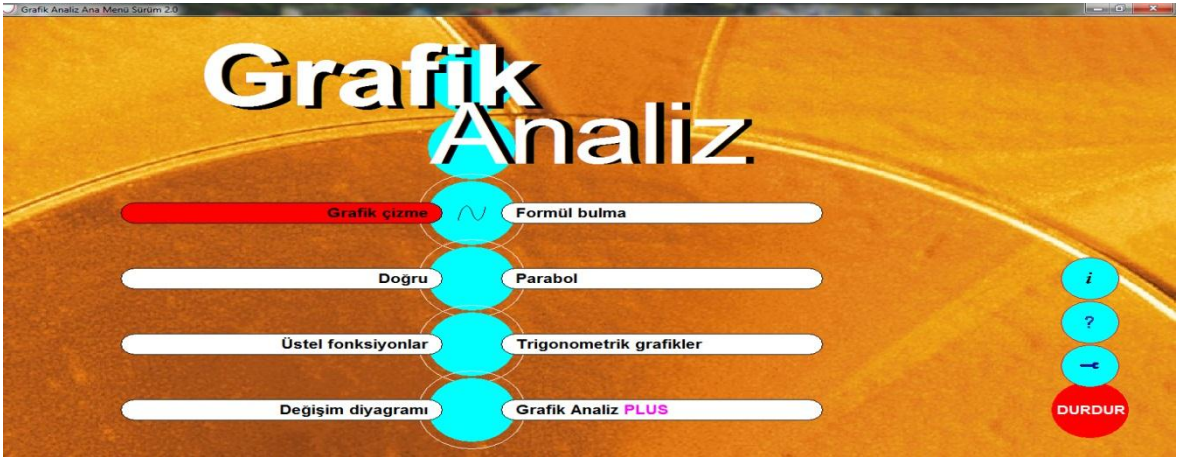 Grafik Analiz Ana Menü Sürüm 2.0
Grafik
Analiz
Grafik çizme
Formül bulma
Doğru
Parabol
Üstel fonksiyonlar
Trigonometrik grafikler
Değişim diyagramı
Grafik Analiz PLUS
i
?
DURDUR